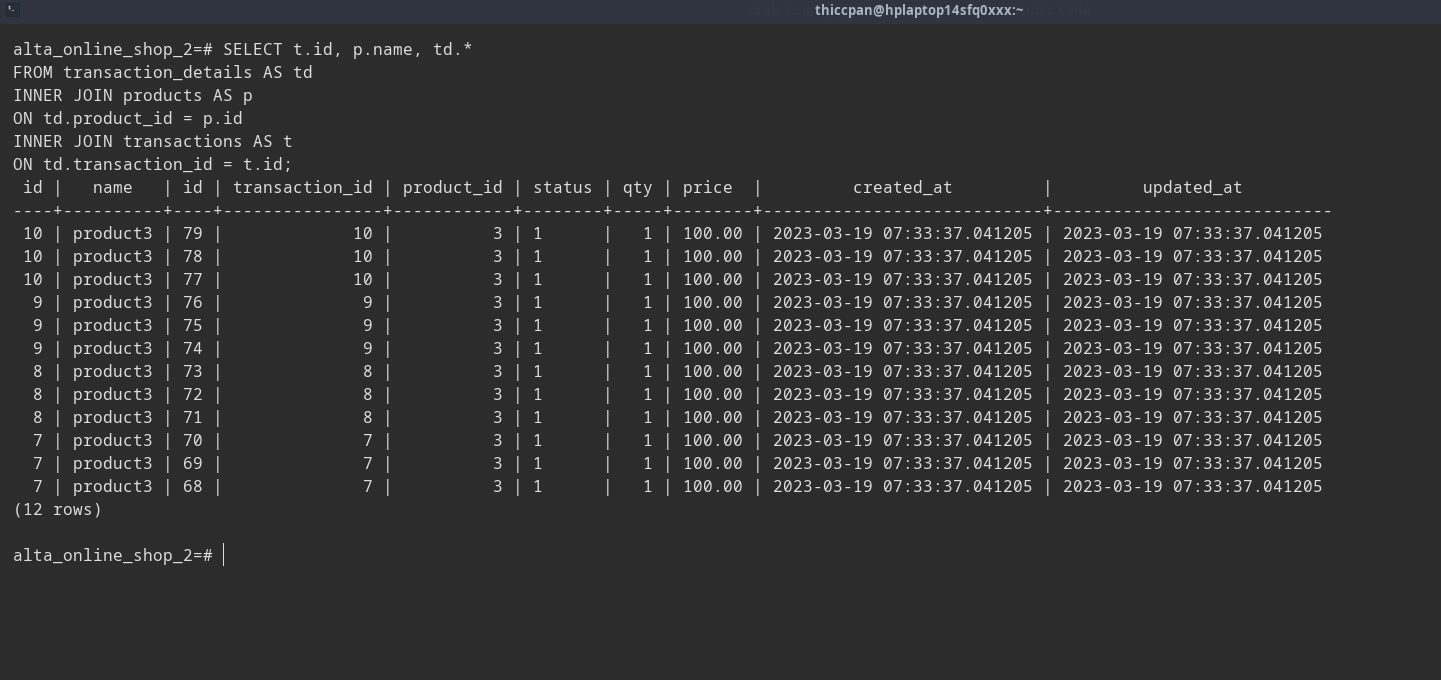 thiccpan@hplaptop14sfq0xxx:~
alta_online_shop_2=# SELECT t.id, p.name, td.*
FROM transaction_details AS td
INNER JOIN products AS p
ON td.product_id = p.id
INNER JOIN transactions AS t
ON td.transaction_id = t.id;
 id |   name   | id | transaction_id | product_id | status | qty | price  |         created_at         |         updated_at
----+----------+----+----------------+------------+--------+-----+--------+----------------------------+----------------------------
 10 | product3 | 79 |             10 |          3 | 1      |   1 | 100.00 | 2023-03-19 07:33:37.041205 | 2023-03-19 07:33:37.041205
 10 | product3 | 78 |             10 |          3 | 1      |   1 | 100.00 | 2023-03-19 07:33:37.041205 | 2023-03-19 07:33:37.041205
 10 | product3 | 77 |             10 |          3 | 1      |   1 | 100.00 | 2023-03-19 07:33:37.041205 | 2023-03-19 07:33:37.041205
  9 | product3 | 76 |              9 |          3 | 1      |   1 | 100.00 | 2023-03-19 07:33:37.041205 | 2023-03-19 07:33:37.041205
  9 | product3 | 75 |              9 |          3 | 1      |   1 | 100.00 | 2023-03-19 07:33:37.041205 | 2023-03-19 07:33:37.041205
  9 | product3 | 74 |              9 |          3 | 1      |   1 | 100.00 | 2023-03-19 07:33:37.041205 | 2023-03-19 07:33:37.041205
  8 | product3 | 73 |              8 |          3 | 1      |   1 | 100.00 | 2023-03-19 07:33:37.041205 | 2023-03-19 07:33:37.041205
  8 | product3 | 72 |              8 |          3 | 1      |   1 | 100.00 | 2023-03-19 07:33:37.041205 | 2023-03-19 07:33:37.041205
  8 | product3 | 71 |              8 |          3 | 1      |   1 | 100.00 | 2023-03-19 07:33:37.041205 | 2023-03-19 07:33:37.041205
  7 | product3 | 70 |              7 |          3 | 1      |   1 | 100.00 | 2023-03-19 07:33:37.041205 | 2023-03-19 07:33:37.041205
  7 | product3 | 69 |              7 |          3 | 1      |   1 | 100.00 | 2023-03-19 07:33:37.041205 | 2023-03-19 07:33:37.041205
  7 | product3 | 68 |              7 |          3 | 1      |   1 | 100.00 | 2023-03-19 07:33:37.041205 | 2023-03-19 07:33:37.041205
(12 rows)
alta_online_shop_2=#